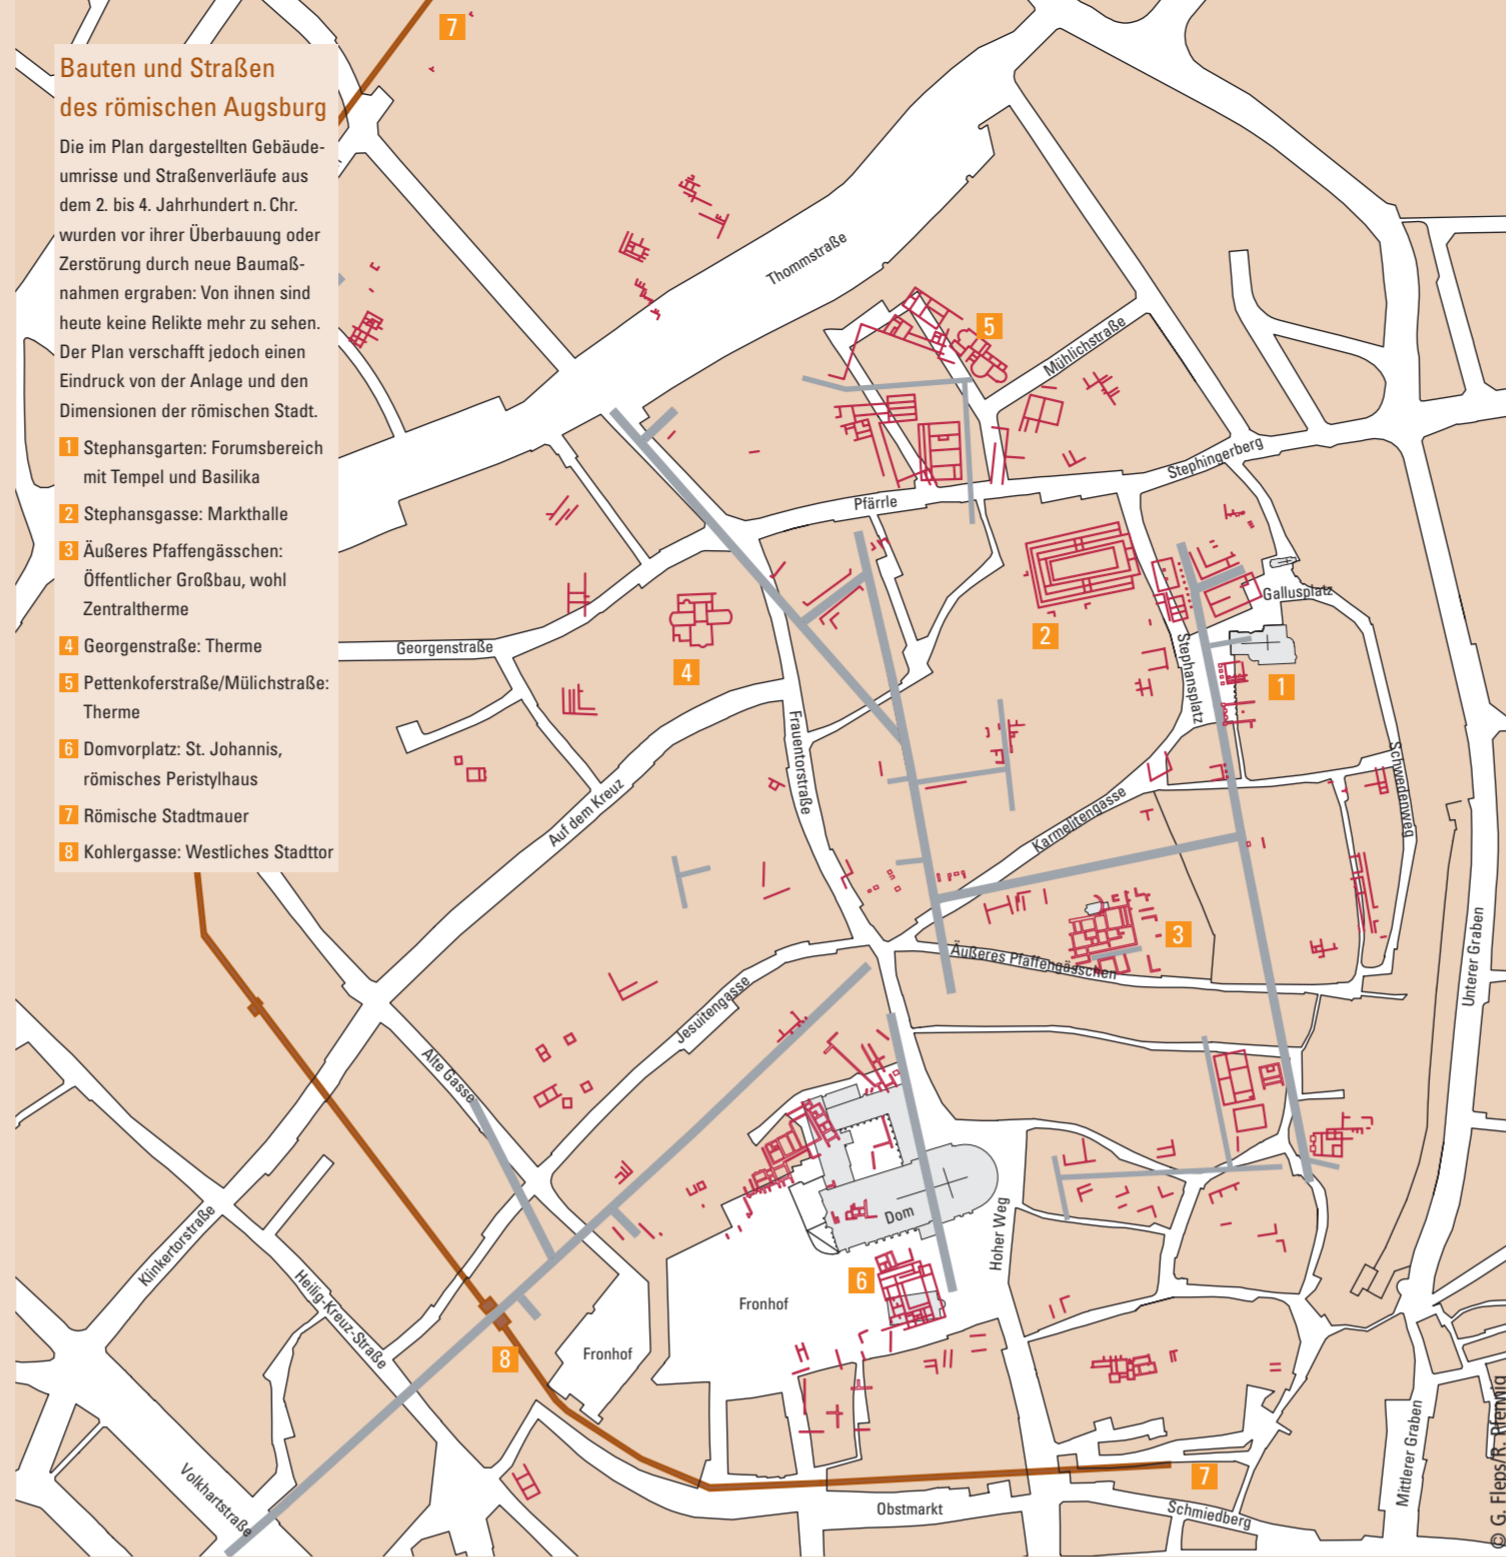 7
Bauten und Straßen
des römischen Augsburg
Die im Plan dargestellten Gebäude-
umrisse und Straßenverläufe aus
dem 2. bis 4. Jahrhundert n. Chr.
wurden vor ihrer Überbauung oder
Zerstörung durch neue Baumaß-
nahmen ergraben: Von ihnen sind
heute keine Relikte mehr zu sehen.
Der Plan verschafft jedoch einen
Eindruck von der Anlage und den
Dimensionen der römischen Stadt.
1 Stephansgarten: Forumsbereich
mit Tempel und Basilika
2 Stephansgasse: Markthalle
3 Äußeres Pfaffengässchen:
Öffentlicher Großbau, wohl
Zentraltherme
4 Georgenstraße: Therme
5 Pettenkoferstraße/Mülichstraße:
Therme
6 Domvorplatz: St. Johannis,
römisches Peristylhaus
7 Römische Stadtmauer
8 Kohlergasse: Westliches Stadttor
Thommstraße
5
Mühlichstraße
Stephingerberg
Pfärrle
Gallusplatz
2
Georgenstraße
4
Stephansplatz
1
Frauentorstraße
Schwedenweg
Auf dem Kreuz
Karmelitengasse
3
Äußeres Pfaffengässchen
Unterer Graben
Jesuitengasse
Alte Gasse
Dom
Hoher Weg
Klinkertorstraße
6
Fronhof
Heilig-Kreuz-Straße
8
Fronhof
Mittlerer Graben
Volkhartstraße
7
Obstmarkt
Schmiedberg
© G. Fleps/R. Pfennig